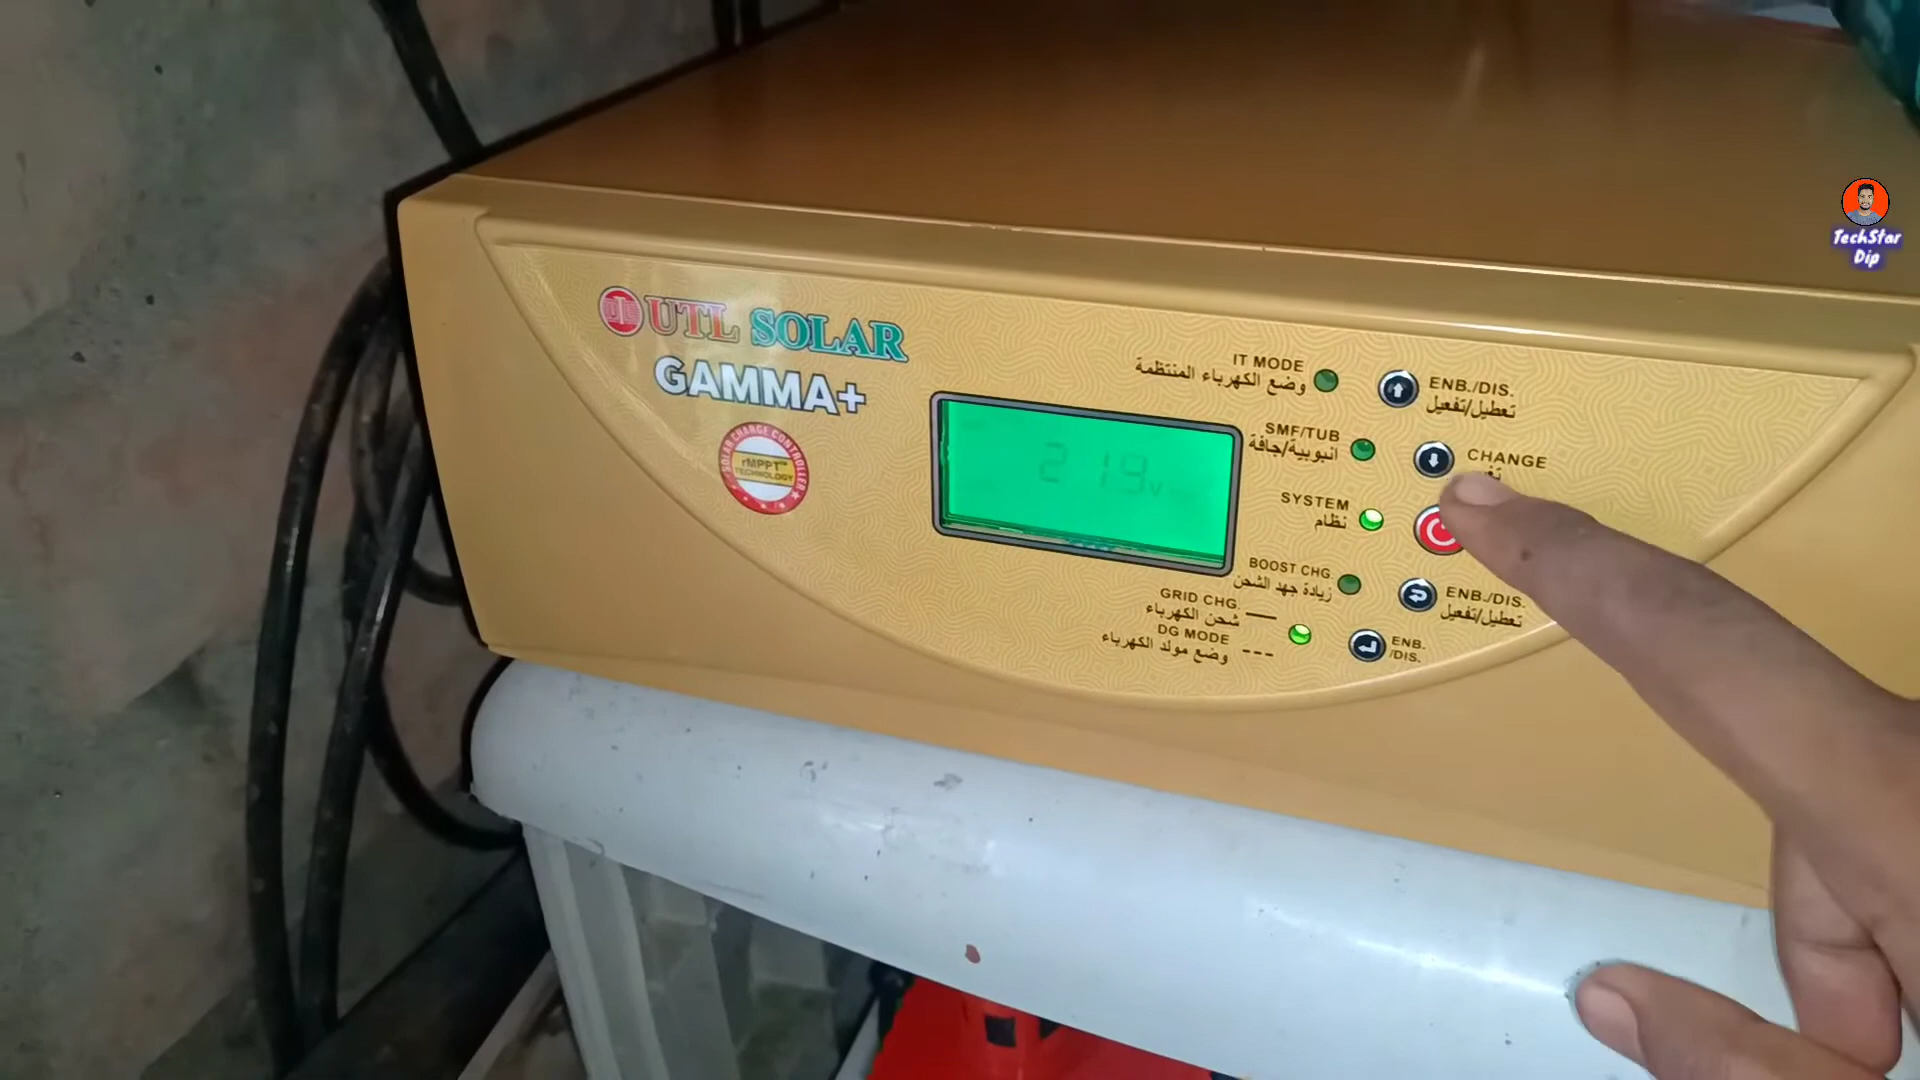 UTL SOLAR
GAMMA+
SOLAR CHARGE CONTROLLER
rMPPT™
TECHNOLOGY
219v
IT MODE
وضع الكهرباء المنتظمة
ENB./DIS.
تعطيل/تفعيل
SMF/TUB
انبوبية/جافة
CHANGE
SYSTEM
نظام
BOOST CHG.
زيادة جهد الشحن
ENB./DIS.
تعطيل/تفعيل
GRID CHG.
شحن الكهرباء
DG MODE
وضع مولد الكهرباء
ENB.
/DIS.
TechStar
Dip